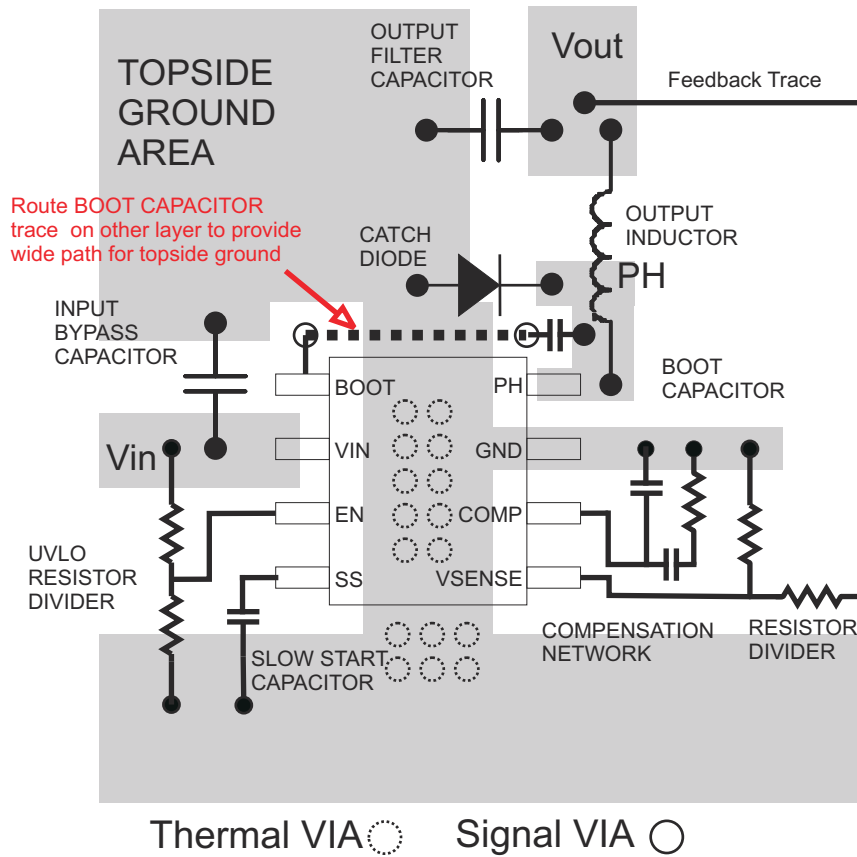 OUTPUT
FILTER
CAPACITOR
Vout
Feedback Trace
TOPSIDE
GROUND
AREA
Route BOOT CAPACITOR
trace on other layer to provide
wide path for topside ground
CATCH
DIODE
OUTPUT
INDUCTOR
PH
INPUT
BYPASS
CAPACITOR
BOOT
CAPACITOR
BOOT
PH
Vin
VIN
GND
EN
COMP
SS
VSENSE
UVLO
RESISTOR
DIVIDER
SLOW START
CAPACITOR
COMPENSATION
NETWORK
RESISTOR
DIVIDER
Thermal VIA
Signal VIA